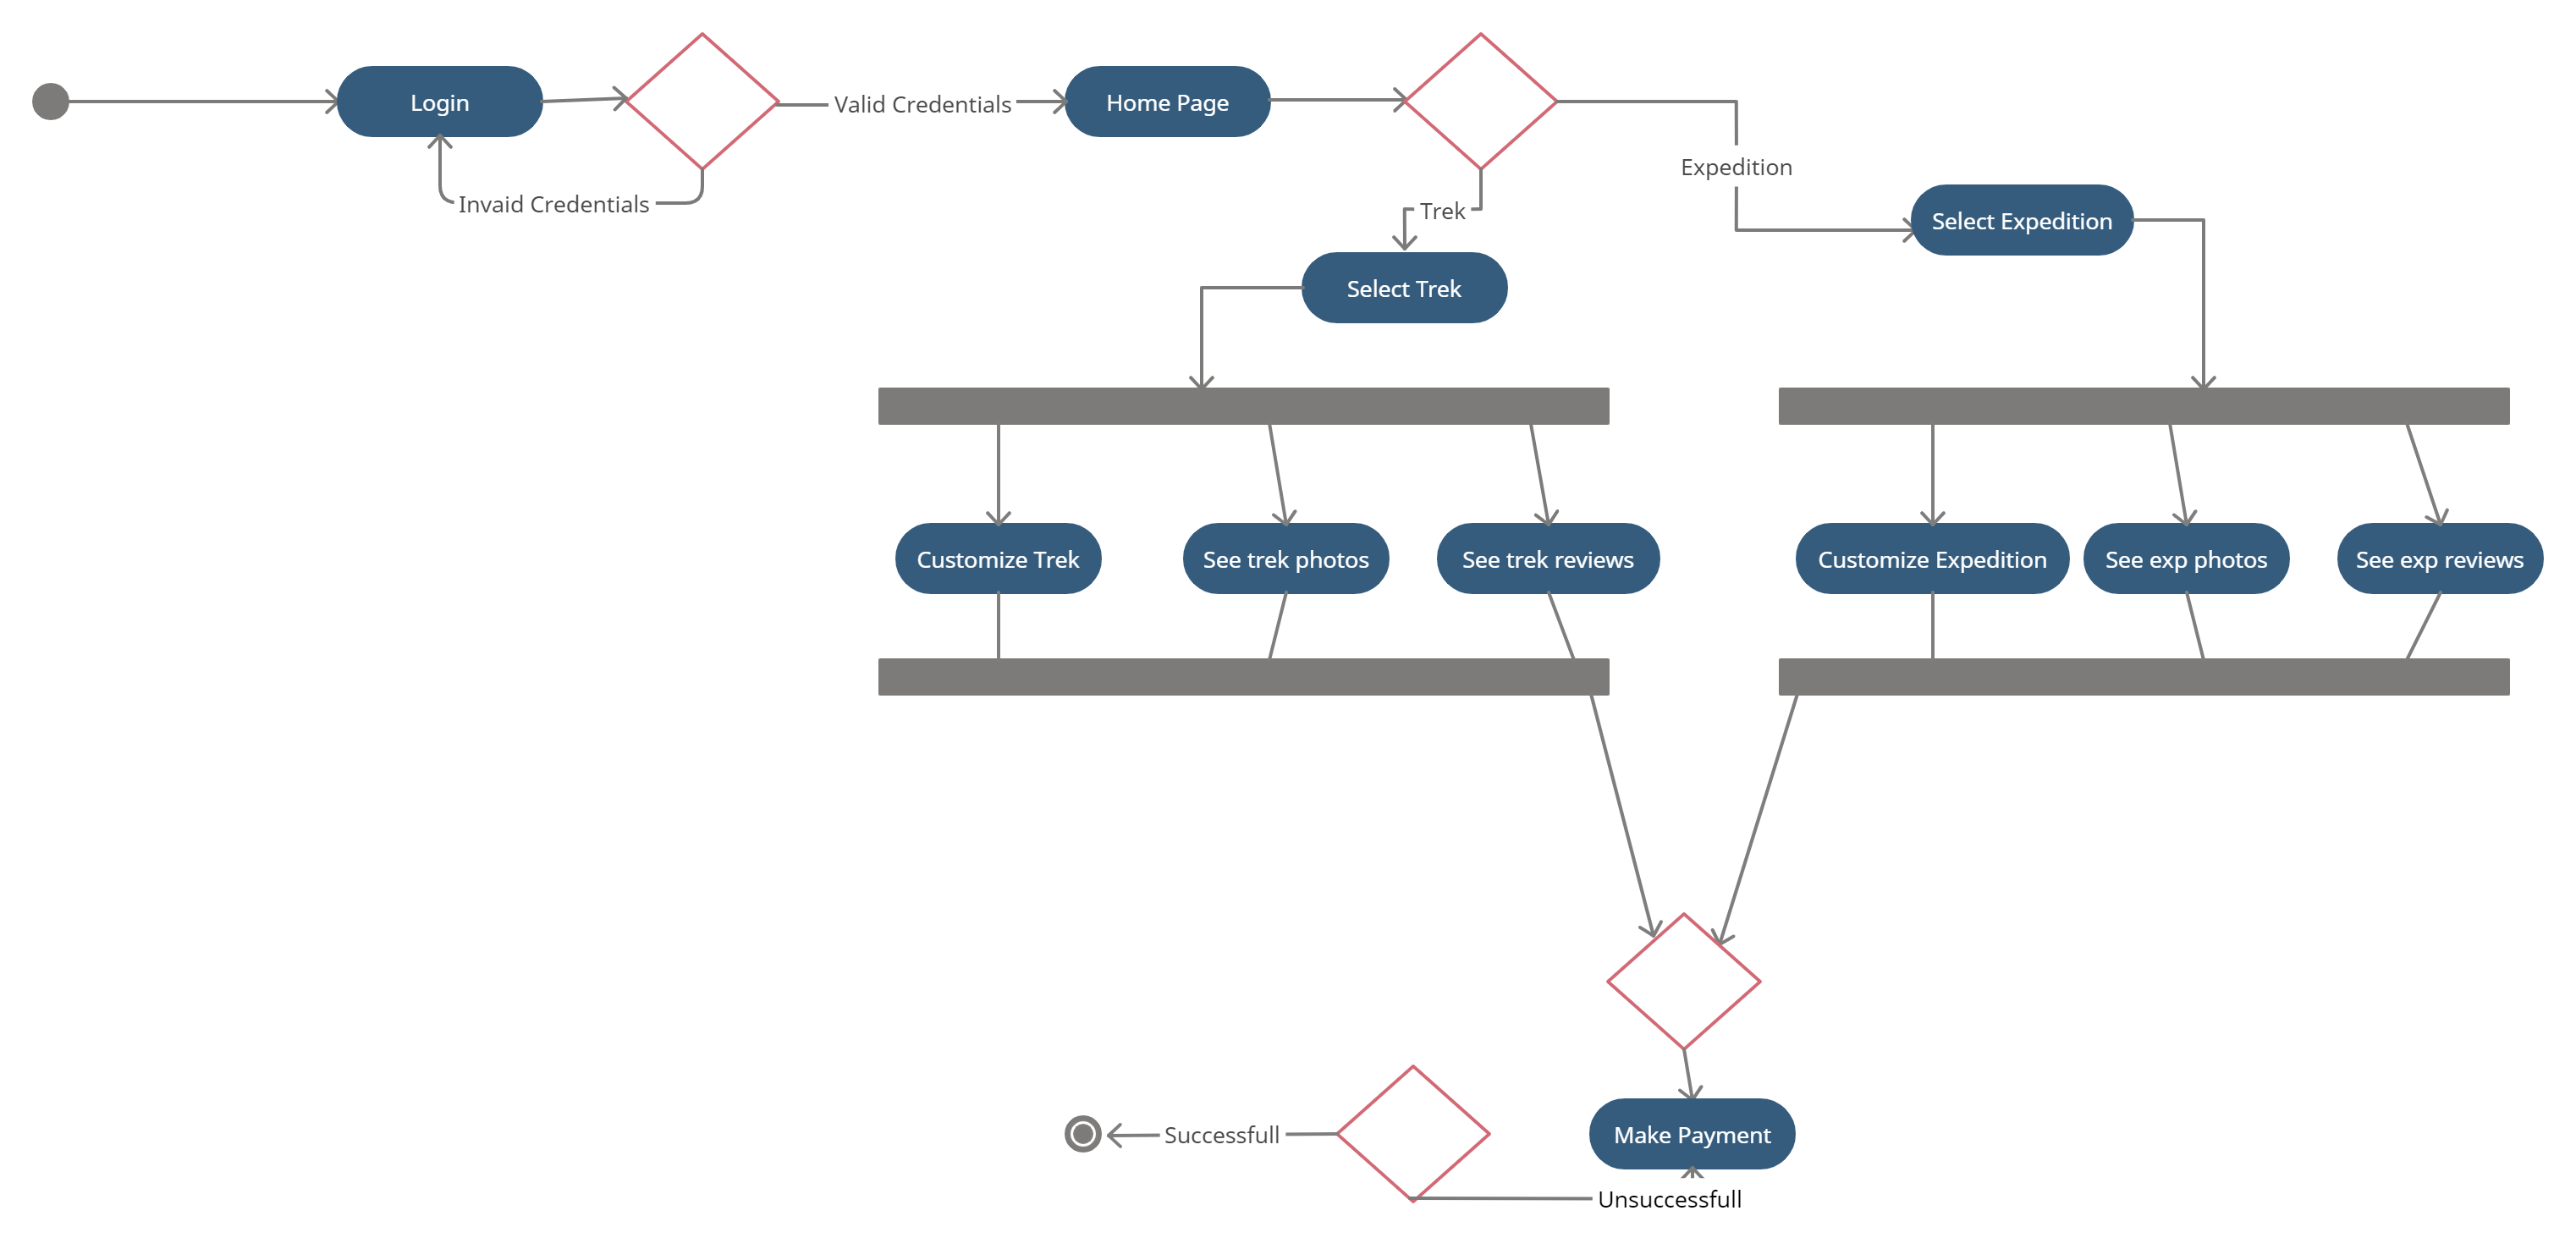 Login
Valid Credentials
Home Page
Invaid Credentials
Expedition
Trek
Select Expedition
Select Trek
Customize Trek
See trek photos
See trek reviews
Customize Expedition
See exp photos
See exp reviews
Successfull
Make Payment
Unsuccessfull